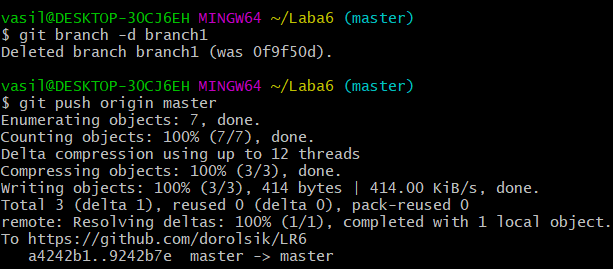 vasil@DESKTOP-3OCJ6EH MINGW64 ~/Laba6 (master)
$ git branch -d branch1
Deleted branch branch1 (was 0f9f50d).
vasil@DESKTOP-3OCJ6EH MINGW64 ~/Laba6 (master)
$ git push origin master
Enumerating objects: 7, done.
Counting objects: 100% (7/7), done.
Delta compression using up to 12 threads
Compressing objects: 100% (3/3), done.
Writing objects: 100% (3/3), 414 bytes | 414.00 KiB/s, done.
Total 3 (delta 1), reused 0 (delta 0), pack-reused 0
remote: Resolving deltas: 100% (1/1), completed with 1 local object.
To https://github.com/dorolsik/LR6
   a4242b1..9242b7e  master -> master